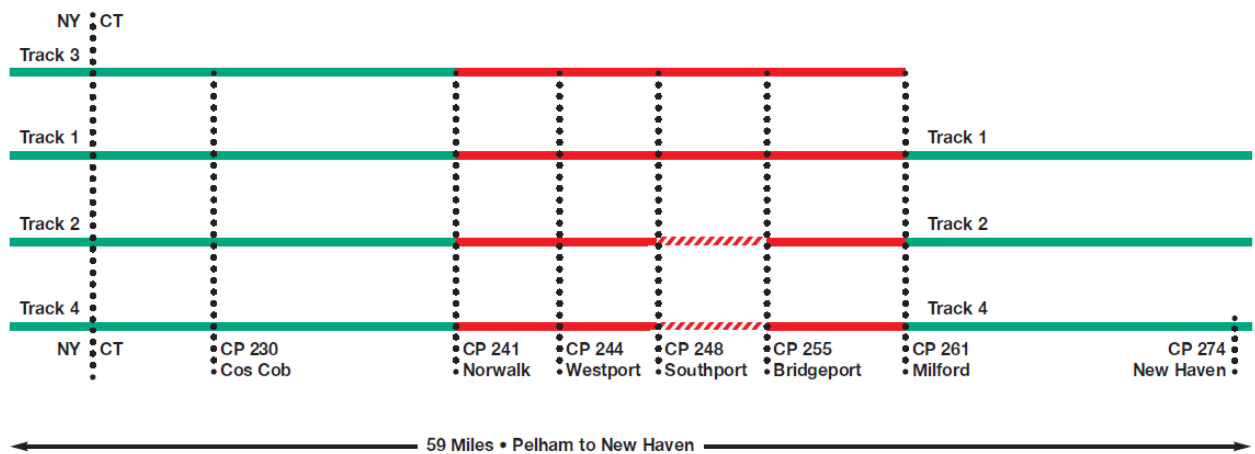 NY CT
Track 3
Track 1
Track 1
Track 2
Track 2
Track 4
Track 4
NY CT
CP 230
Cos Cob
CP 241
Norwalk
CP 244
Westport
CP 248
Southport
CP 255
Bridgeport
CP 261
Milford
CP 274
New Haven
59 Miles • Pelham to New Haven